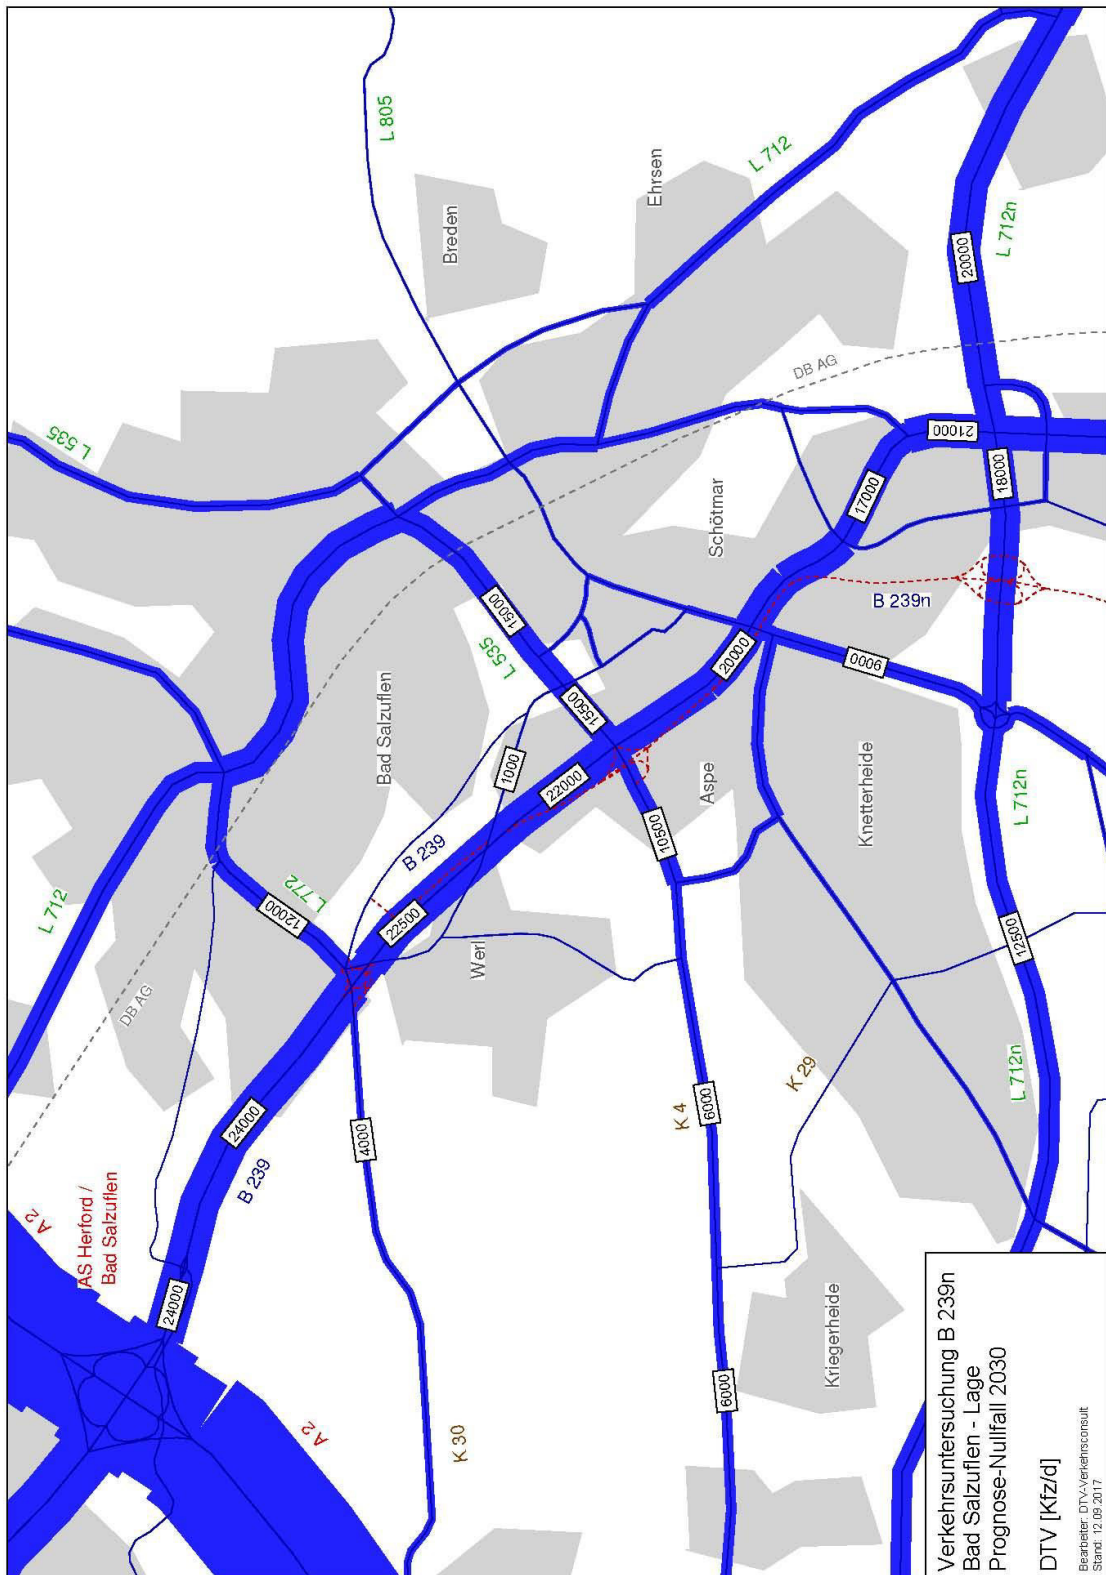 A2
L 712
L 535
AS Herford /
Bad Salzuflen
DB AG
24000
24000
B 239
12000
L 772
A2
4000
Bad Salzuflen
L 805
22500
B 239
Breden
K 30
Werl
L 535
15000
1000
22000
15500
Ehrsen
10500
K 4
6000
Aspe
Schötmar
6000
20000
L 712
K 29
DB AG
Kriegerheide
9000
Knetterheide
17000
B 239n
21000
20000
18000
L 712n
L 712n
12500
L 712n
Verkehrsuntersuchung B 239n
Bad Salzuflen - Lage
Prognose-Nullfall 2030
DTV [Kfz/d]
Bearbeiter: DTV-Verkehrsconsult
Stand: 12.09.2017